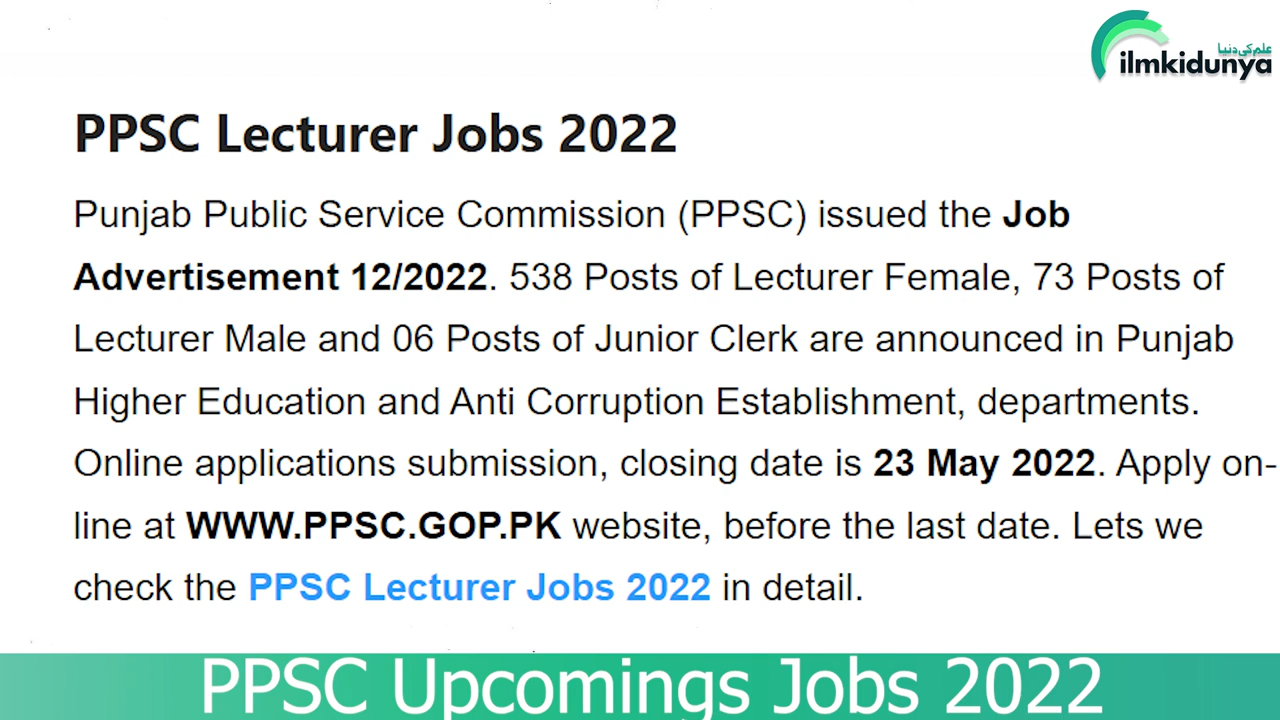 علم کی دنیا
ilmkidunya
PPSC Lecturer Jobs 2022
Punjab Public Service Commission (PPSC) issued the Job
Advertisement 12/2022. 538 Posts of Lecturer Female, 73 Posts of
Lecturer Male and 06 Posts of Junior Clerk are announced in Punjab
Higher Education and Anti Corruption Establishment, departments.
Online applications submission, closing date is 23 May 2022. Apply on-
line at WWW.PPSC.GOP.PK website, before the last date. Lets we
check the PPSC Lecturer Jobs 2022 in detail.
PPSC Upcomings Jobs 2022